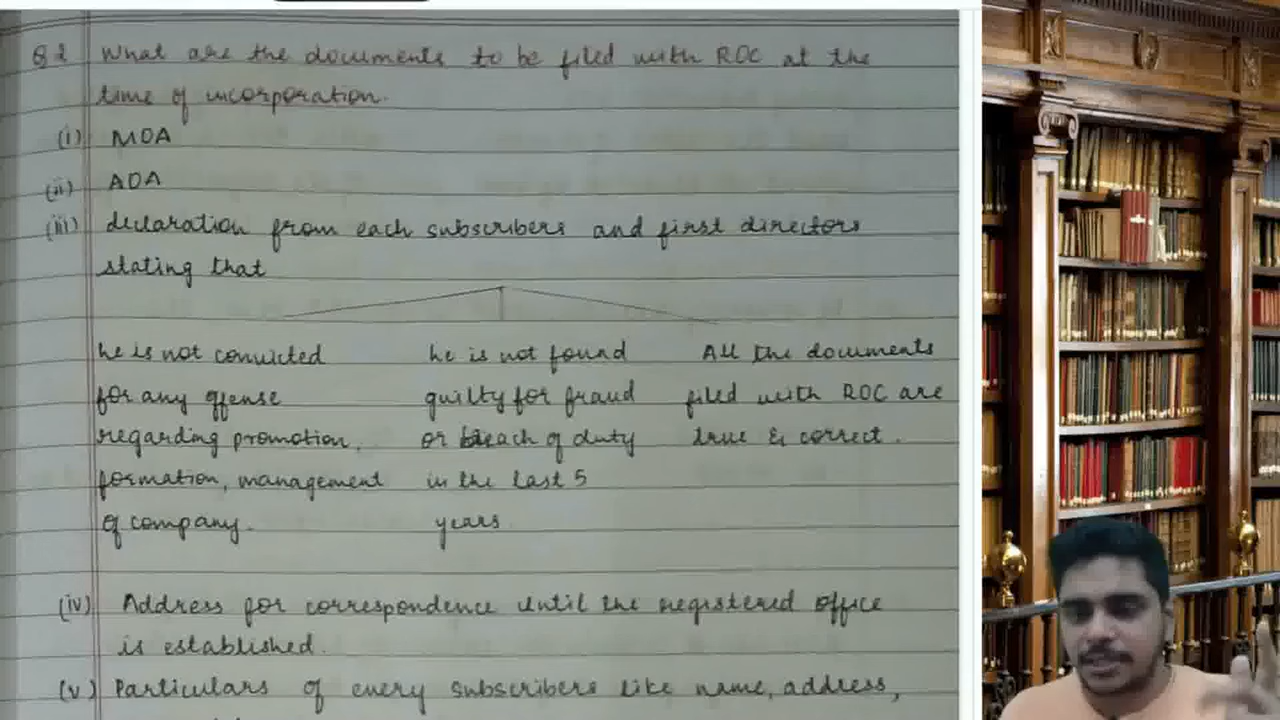 Q2 What are the documents to be filed with ROC at the
time of incorporation.
(i) MOA
(ii) AOA
(iii) declaration from each subscribers and first directors
stating that
he is not convicted
for any offense
regarding promotion,
formation, management
of company.
he is not found
guilty for fraud
or breach of duty
in the last 5
years
All the documents
filed with ROC are
true & correct.
(iv) Address for correspondence until the registered office
is established.
(v) Particulars of every subscribers like name, address,